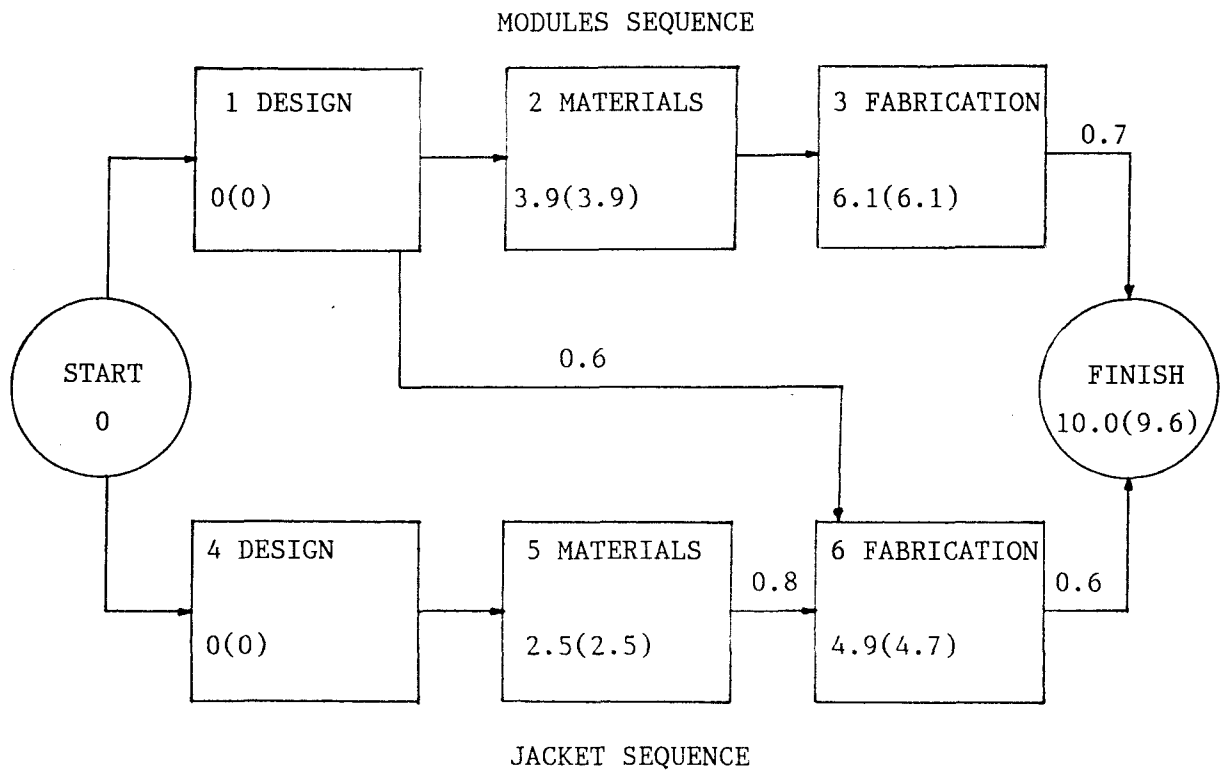 MODULES SEQUENCE
1 DESIGN
2 MATERIALS
3 FABRICATION
0.7
0(0)
3.9(3.9)
6.1(6.1)
0.6
START
0
FINISH
10.0(9.6)
4 DESIGN
5 MATERIALS
6 FABRICATION
0.8
0.6
0(0)
2.5(2.5)
4.9(4.7)
JACKET SEQUENCE